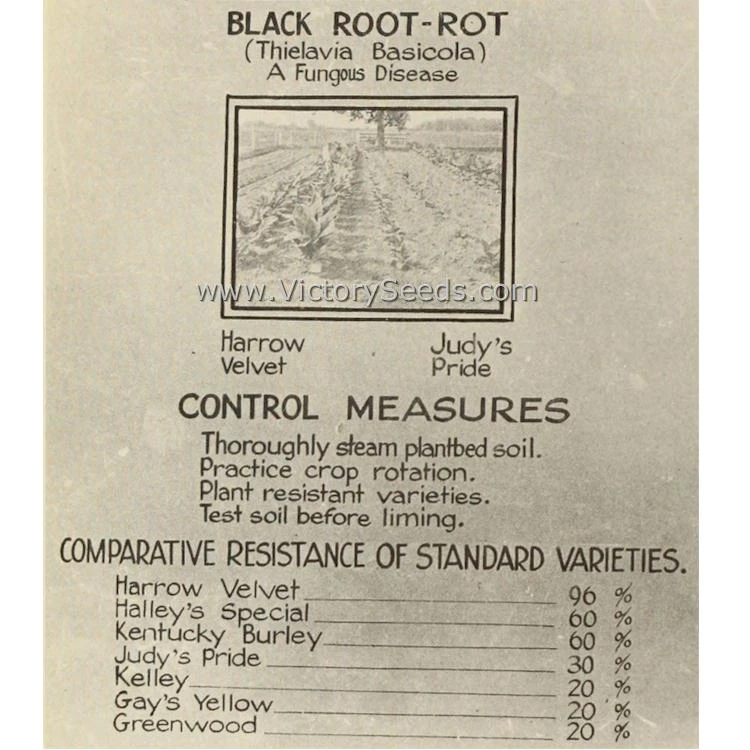 BLACK ROOT-ROT
(Thielavia Basicola)
A Fungous Disease
www.VictorySeeds.com
Harrow Velvet
Judy's Pride
CONTROL MEASURES
Thoroughly steam plantbed soil.
Practice crop rotation.
Plant resistant varieties.
Test soil before liming.
COMPARATIVE RESISTANCE OF STANDARD VARIETIES.
Harrow Velvet 96 %
Halley's Special 60 %
Kentucky Burley 60 %
Judy's Pride 30 %
Kelley 20 %
Gay's Yellow 20 %
Greenwood 20 %